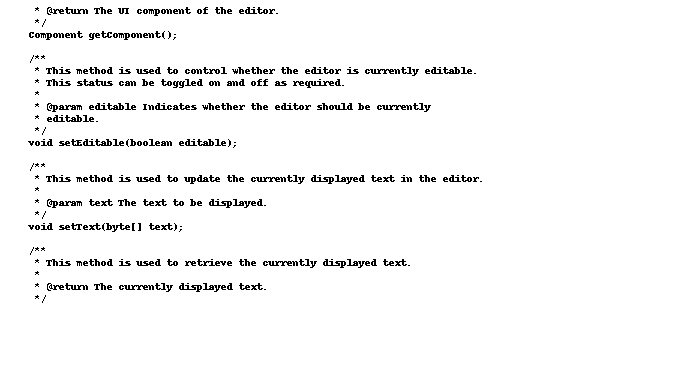 * @return The UI component of the editor.
*/
Component getComponent();
/**
* This method is used to control whether the editor is currently editable.
* This status can be toggled on and off as required.
*
* @param editable Indicates whether the editor should be currently
* editable.
*/
void setEditable(boolean editable);
/**
* This method is used to update the currently displayed text in the editor.
*
* @param text The text to be displayed.
*/
void setText(byte[] text);
/**
* This method is used to retrieve the currently displayed text.
*
* @return The currently displayed text.
*/